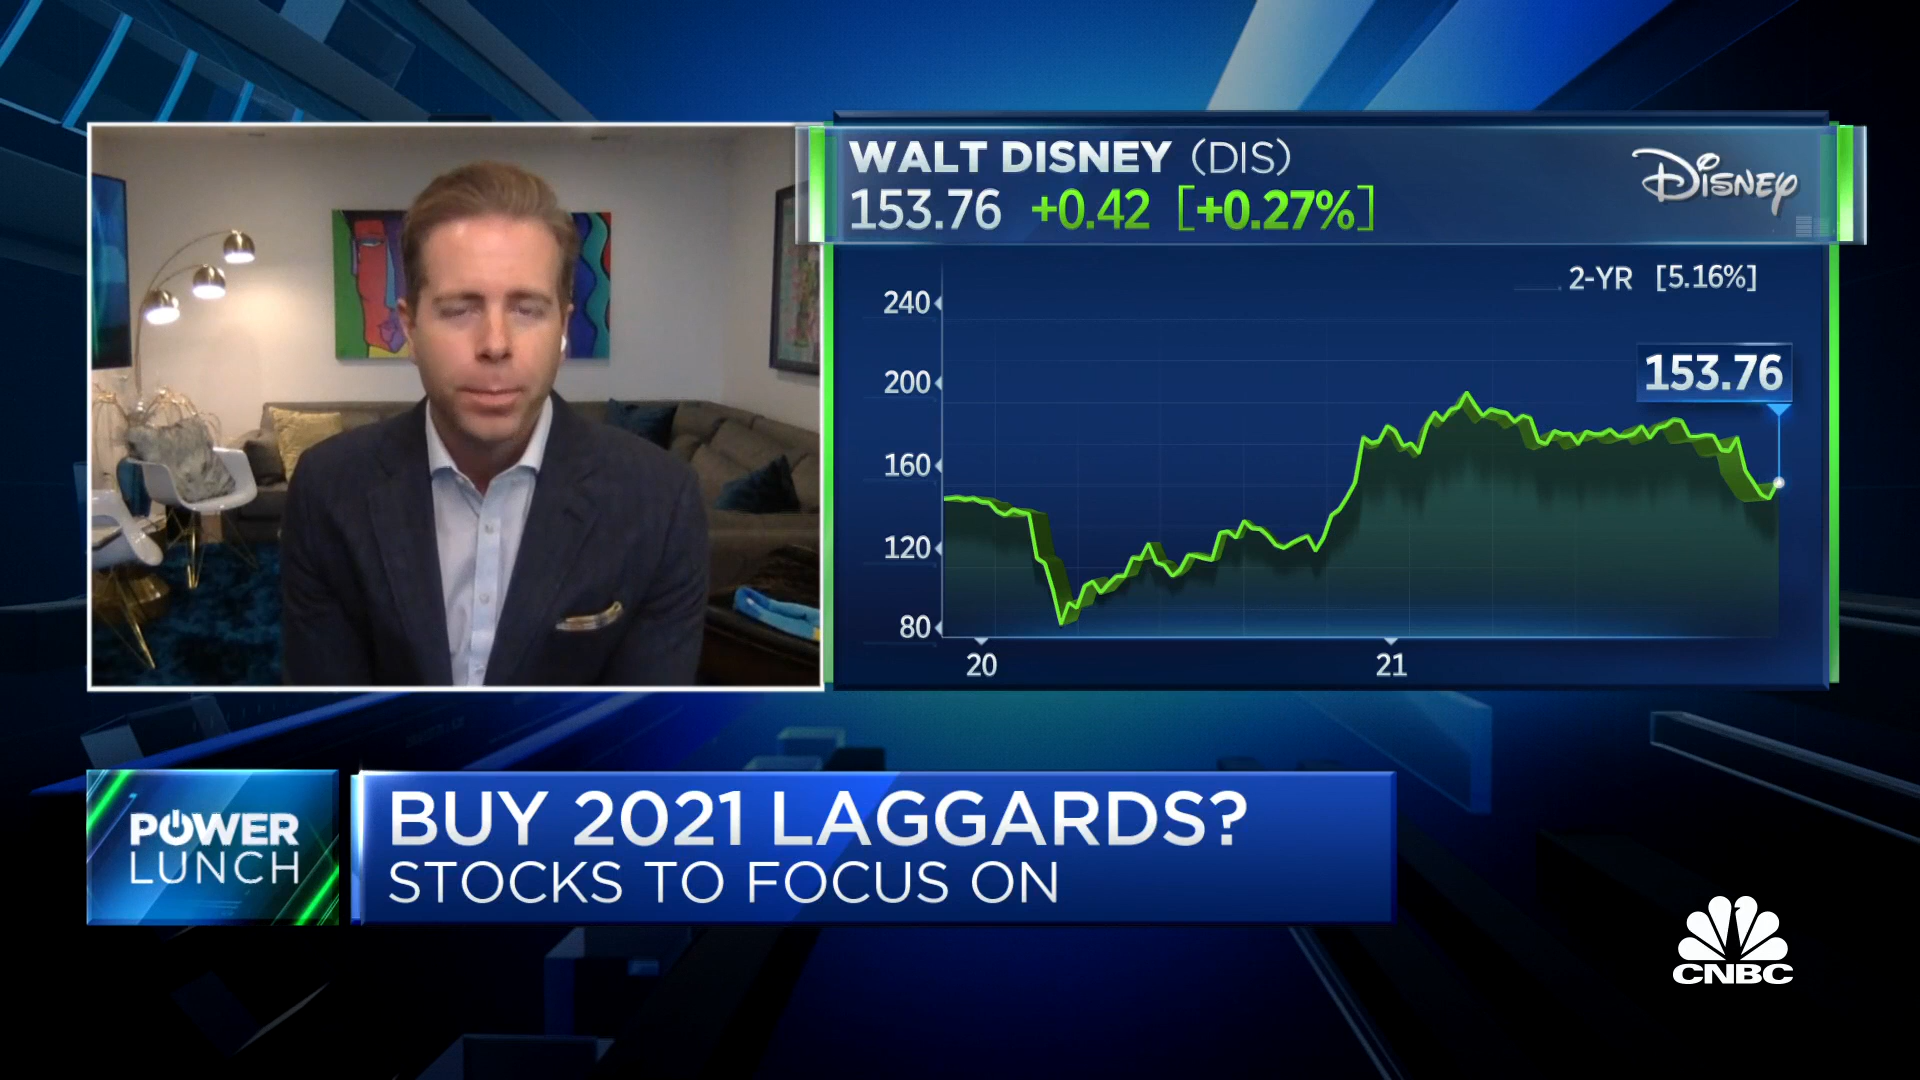 WALT DISNEY (DIS)
153.76 +0.42 [+0.27%]
Disney
2-YR [5.16%]
240
200
160
120
80
153.76
20
21
POWER
LUNCH
BUY 2021 LAGGARDS?
STOCKS TO FOCUS ON
CNBC